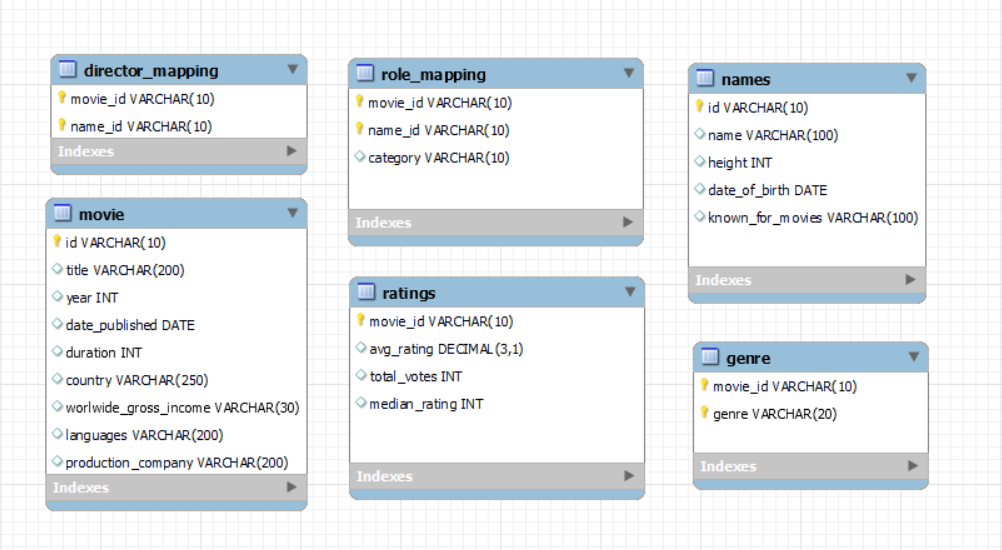 director_mapping
movie_id VARCHAR(10)
name_id VARCHAR(10)
Indexes
role_mapping
movie_id VARCHAR(10)
name_id VARCHAR(10)
category VARCHAR(10)
Indexes
names
id VARCHAR(10)
name VARCHAR(100)
height INT
date_of_birth DATE
known_for_movies VARCHAR(100)
Indexes
movie
id VARCHAR(10)
title VARCHAR(200)
year INT
date_published DATE
duration INT
country VARCHAR(250)
worlwide_gross_income VARCHAR(30)
languages VARCHAR(200)
production_company VARCHAR(200)
Indexes
ratings
movie_id VARCHAR(10)
avg_rating DECIMAL(3,1)
total_votes INT
median_rating INT
Indexes
genre
movie_id VARCHAR(10)
genre VARCHAR(20)
Indexes